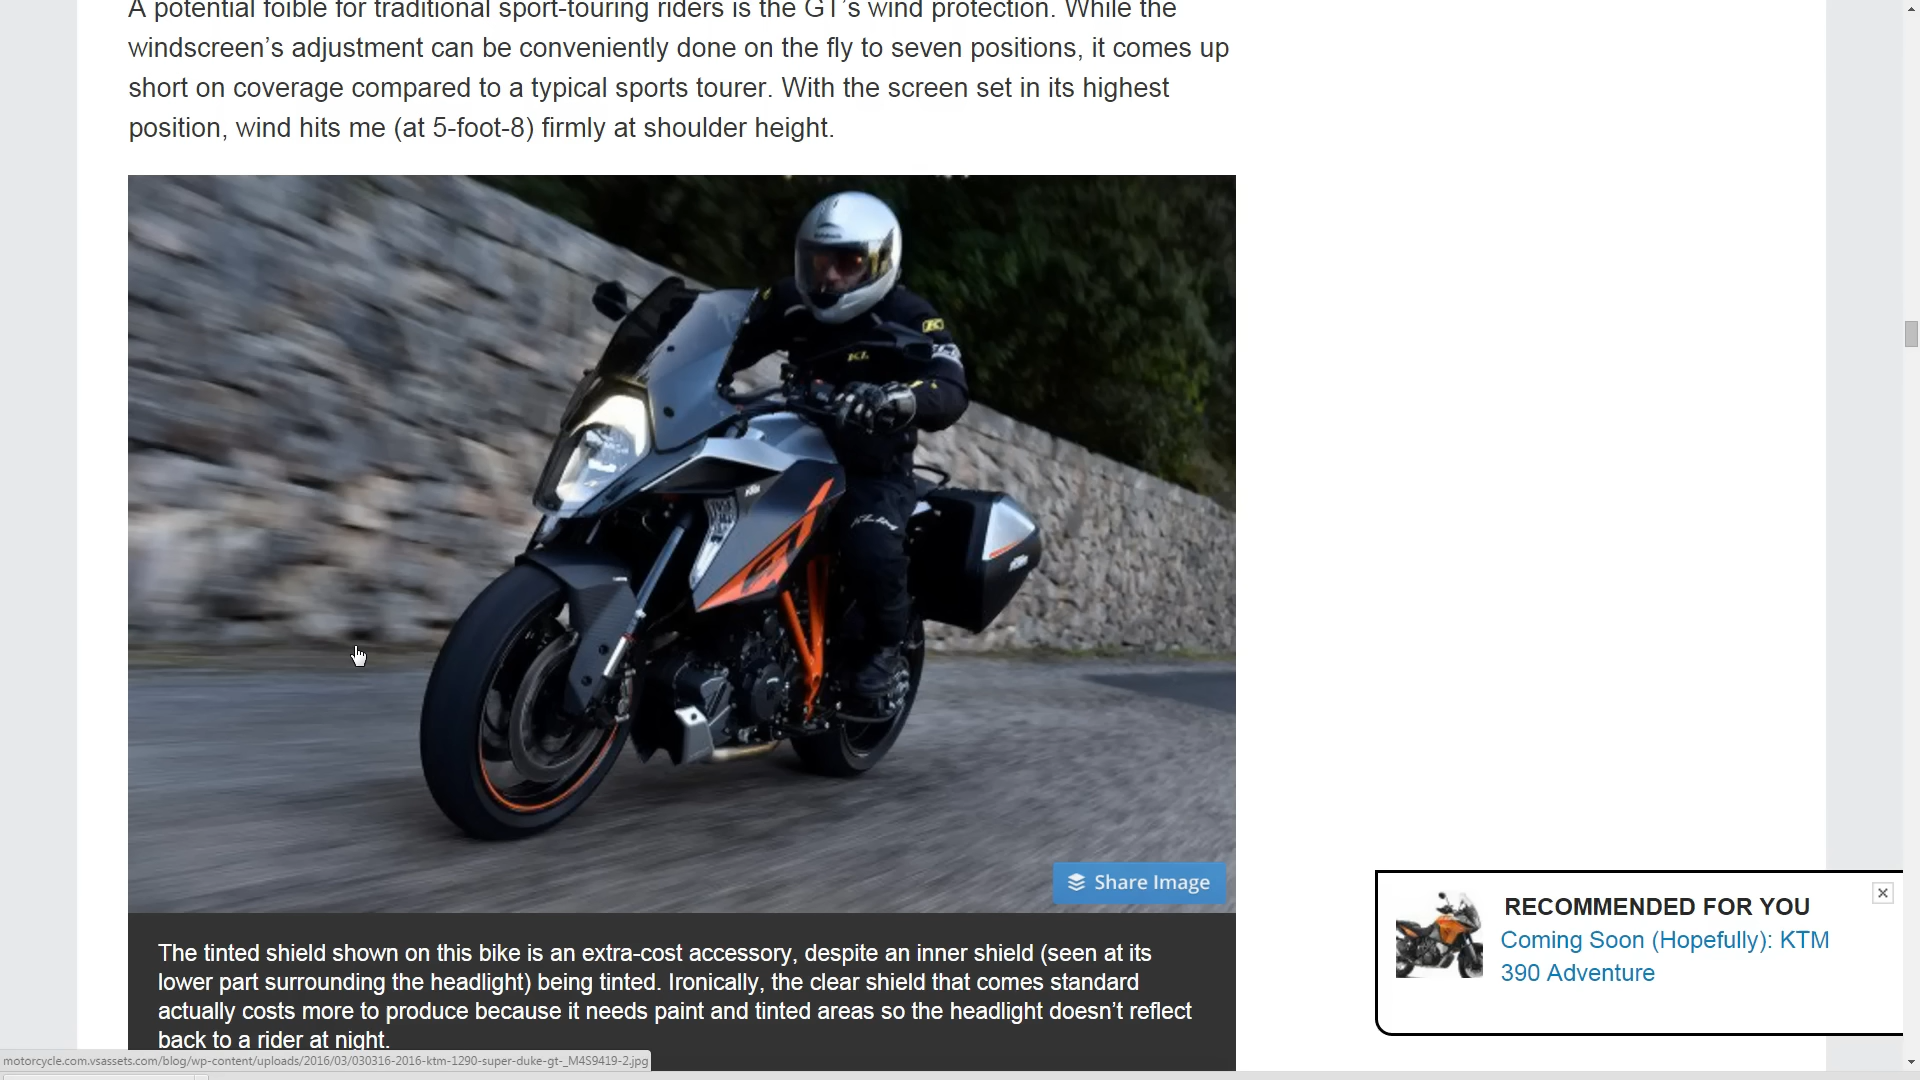 A potential foible for traditional sport-touring riders is the GT’s wind protection. While the
windscreen’s adjustment can be conveniently done on the fly to seven positions, it comes up
short on coverage compared to a typical sports tourer. With the screen set in its highest
position, wind hits me (at 5-foot-8) firmly at shoulder height.
Share Image
The tinted shield shown on this bike is an extra-cost accessory, despite an inner shield (seen at its
lower part surrounding the headlight) being tinted. Ironically, the clear shield that comes standard
actually costs more to produce because it needs paint and tinted areas so the headlight doesn’t reflect
back to a rider at night.
RECOMMENDED FOR YOU
Coming Soon (Hopefully): KTM
390 Adventure
motorcycle.com.vsassets.com/blog/wp-content/uploads/2016/03/030316-2016-ktm-1290-super-duke-gt-_M4S9419-2.jpg